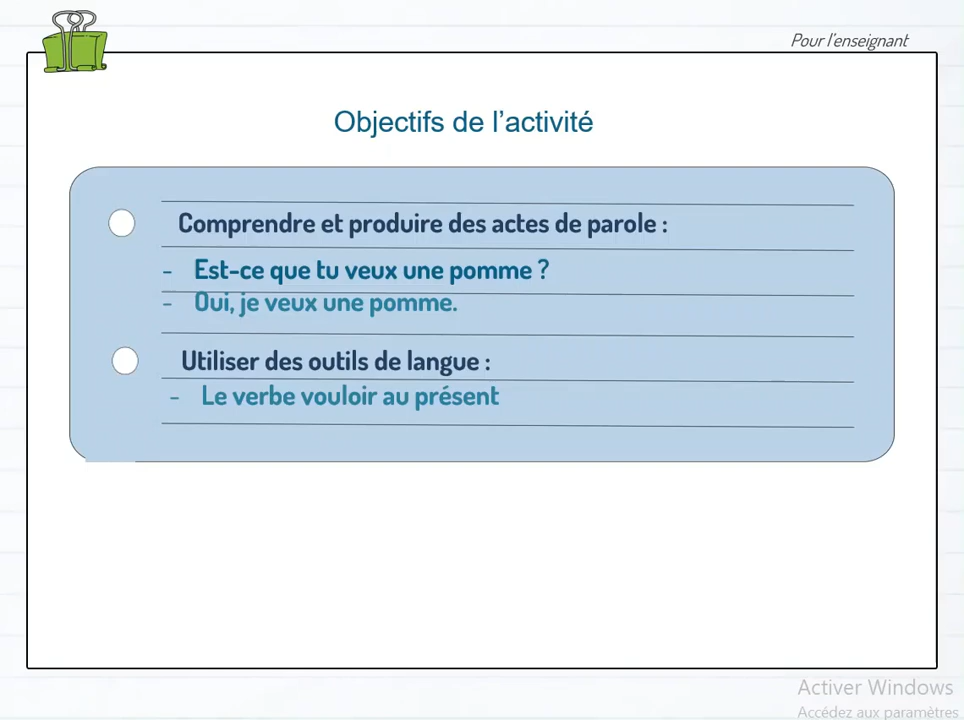 Pour l'enseignant
Objectifs de l'activité
Comprendre et produire des actes de parole :
- Est-ce que tu veux une pomme ?
- Oui, je veux une pomme.
Utiliser des outils de langue :
- Le verbe vouloir au présent
Activer Windows
Accédez aux paramètres